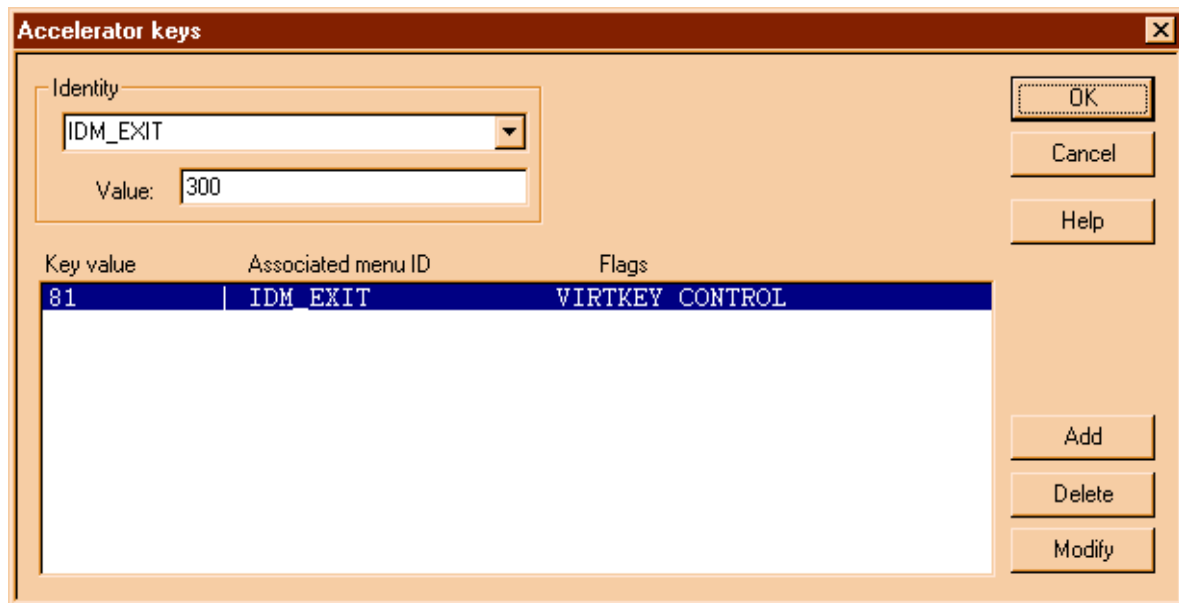 Accelerator keys
Identity
IDM_EXIT
Value: 300
OK
Cancel
Help
Key value Associated menu ID Flags
81 | IDM_EXIT VIRTKEY CONTROL
Add
Delete
Modify